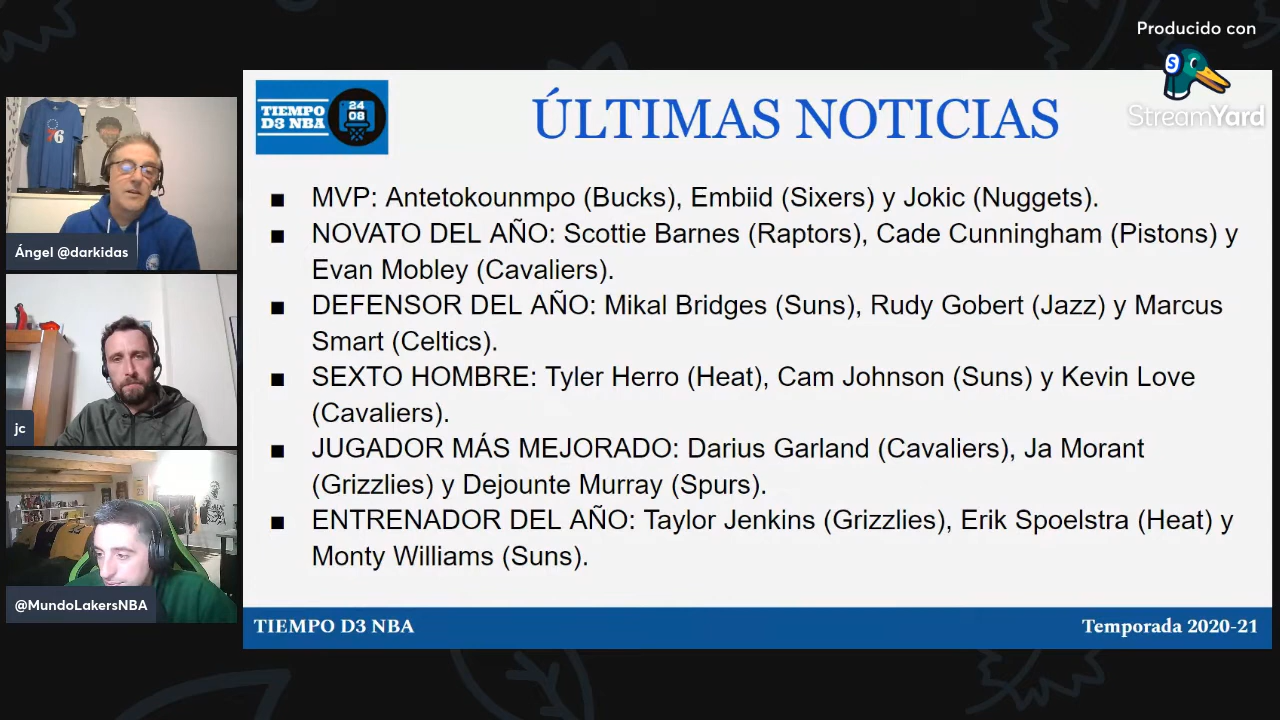 Producido con
StreamYard
TIEMPO
D3 NBA
24
08
ÚLTIMAS NOTICIAS
76
Ángel @darkidas
jc
@MundoLakersNBA
▪ MVP: Antetokounmpo (Bucks), Embiid (Sixers) y Jokic (Nuggets).
▪ NOVATO DEL AÑO: Scottie Barnes (Raptors), Cade Cunningham (Pistons) y
Evan Mobley (Cavaliers).
▪ DEFENSOR DEL AÑO: Mikal Bridges (Suns), Rudy Gobert (Jazz) y Marcus
Smart (Celtics).
▪ SEXTO HOMBRE: Tyler Herro (Heat), Cam Johnson (Suns) y Kevin Love
(Cavaliers).
▪ JUGADOR MÁS MEJORADO: Darius Garland (Cavaliers), Ja Morant
(Grizzlies) y Dejounte Murray (Spurs).
▪ ENTRENADOR DEL AÑO: Taylor Jenkins (Grizzlies), Erik Spoelstra (Heat) y
Monty Williams (Suns).
TIEMPO D3 NBA
Temporada 2020-21